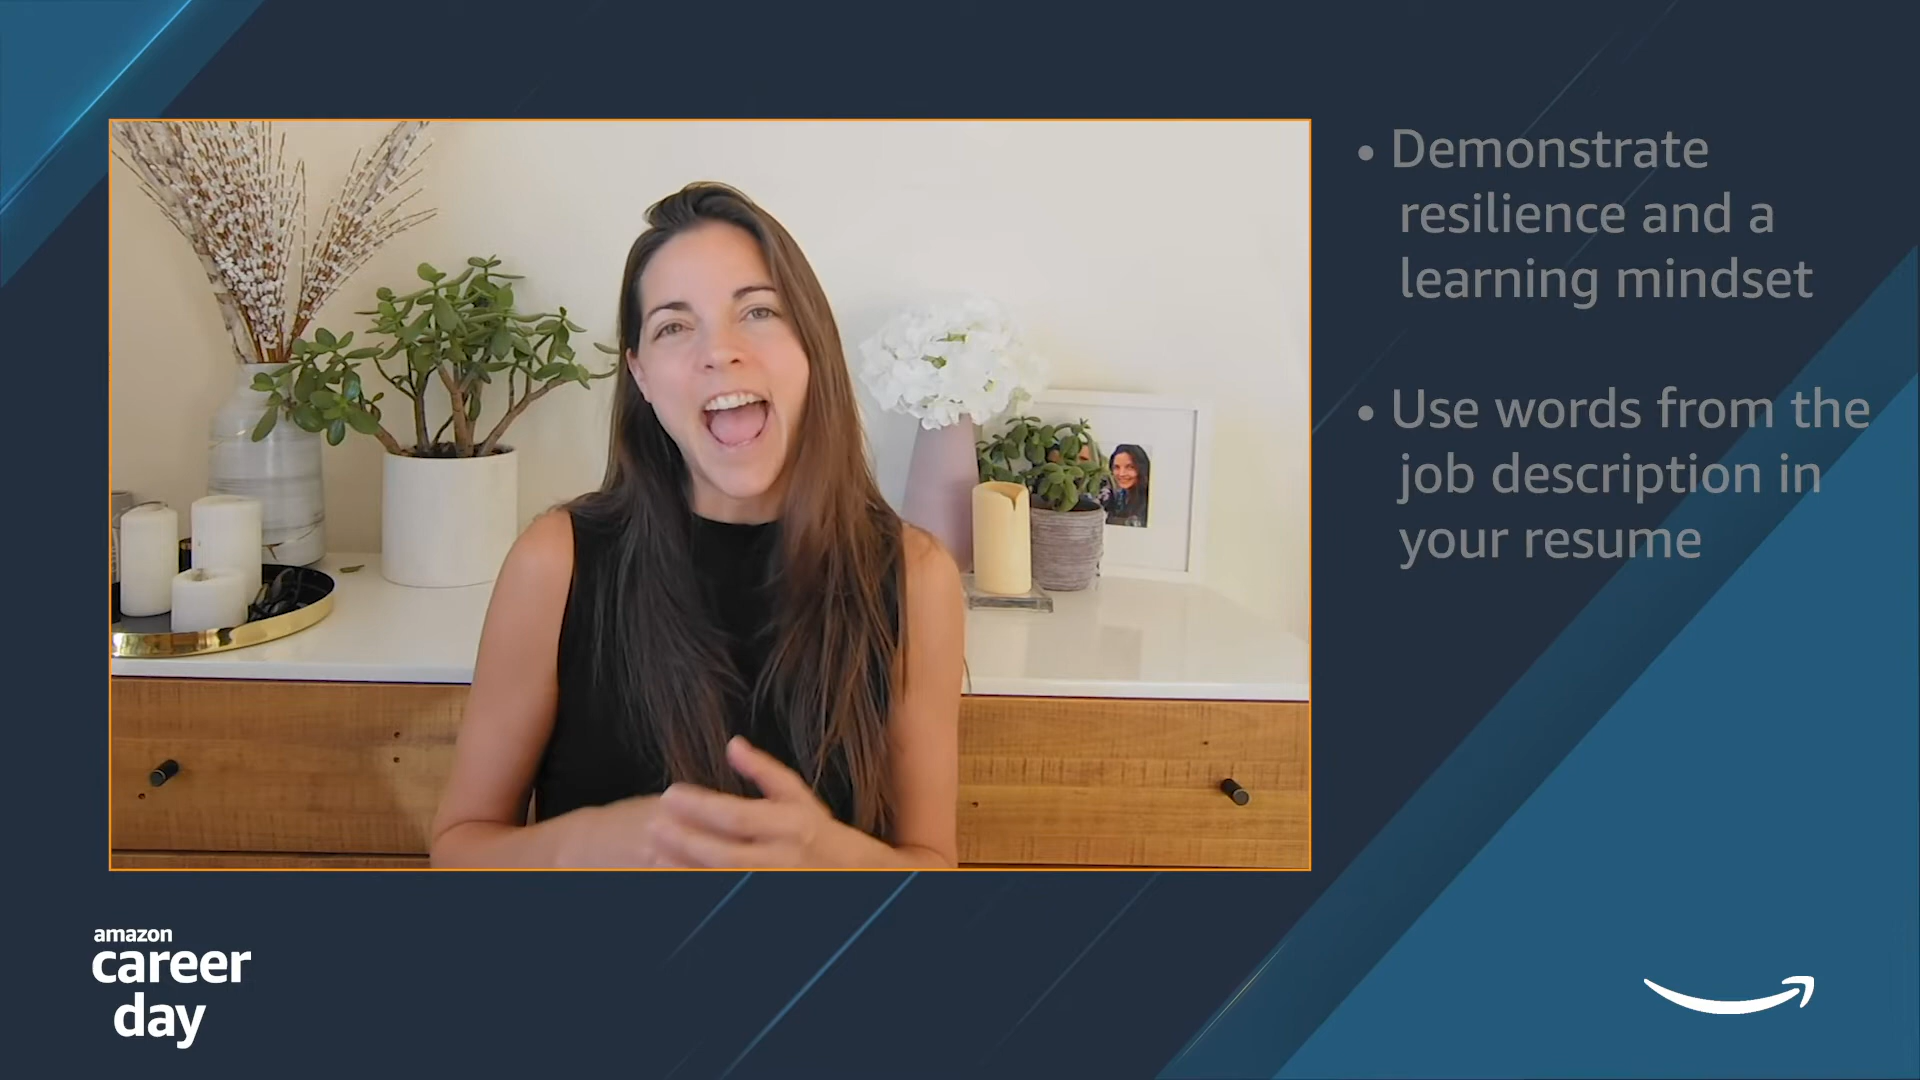 • Demonstrate
resilience and a
learning mindset
• Use words from the
job description in
your resume
amazon
career
day